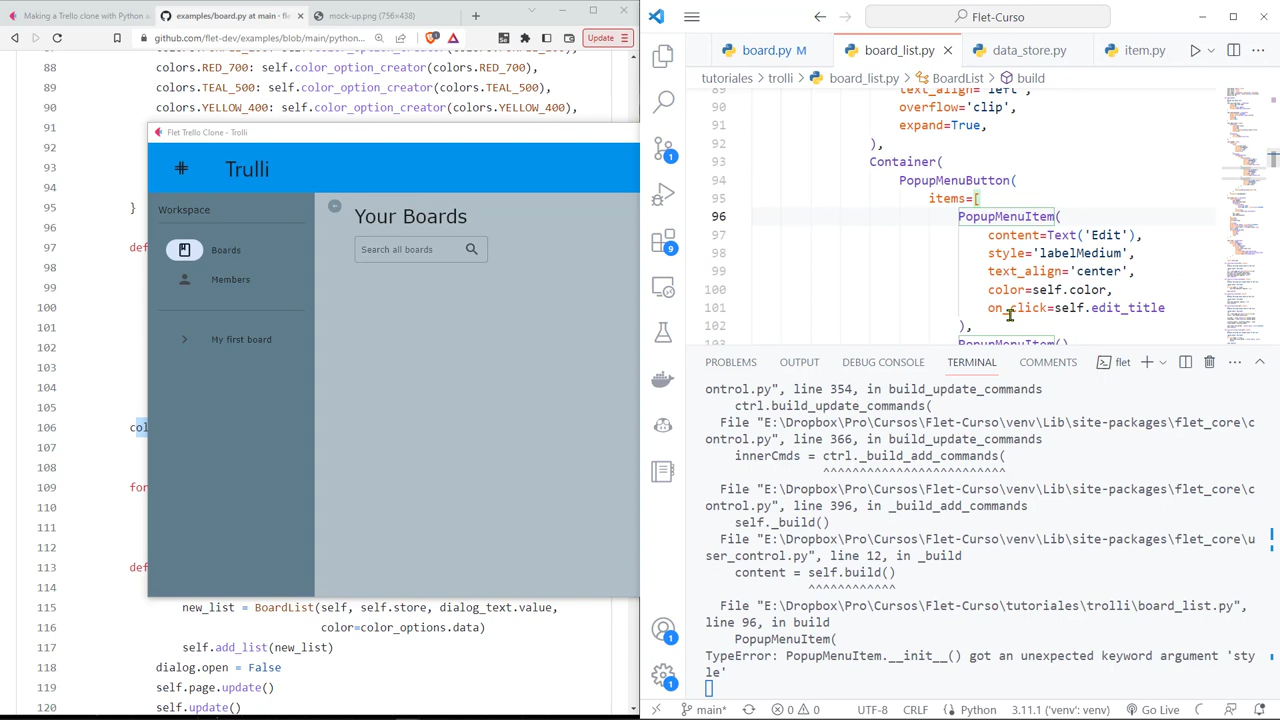 Making a Trello clone with Python a
examples/board.py at main · fle
mock-up.png (756×438)
github.com/flet-dev/examples/blob/main/python...
Update
88 colors.RED_700: self.color_option_creator(colors.RED_700),
89 colors.TEAL_500: self.color_option_creator(colors.TEAL_500),
90 colors.YELLOW_400: self.color_option_creator(colors.YELLOW_400),
91
92
93
94
95 }
96
97 de
98
99
100
101
102
103
104
105
106 col
107
108
109 for
110
111
112
113 de
115 new_list = BoardList(self, self.store, dialog_text.value,
116 color=color_options.data)
117 self.add_list(new_list)
118 dialog.open = False
119 self.page.update()
120 self.update()
Flet Trello Clone - Trolli
Trulli
Workspace
Boards
Members
My first board
Your Boards
Search all boards
Flet-Curso
board.py M
board_list.py
data_store.py
item.py
tutoriales > trolli > board_list.py > BoardList > build
89 text_align="left",
90 overflow="clip",
91 expand=True
92 ),
93 Container(
94 PopupMenuButton(
95 items=[
96 PopupMenuItem(
97 content=Text('Edit'),
98 style='labelMedium',
99 text_align='center',
100 color=self.color,
101
102
PopupMenuItem()
PROBLEMS
OUTPUT
DEBUG CONSOLE
TERMINAL
COMMENTS
flet
ontrol.py", line 354, in build_update_commands
ctrl.build_update_commands(
File "E:\Dropbox\Pro\Cursos\Flet-Curso\venv\Lib\site-packages\flet_core\c
ontrol.py", line 366, in build_update_commands
innerCmds = ctrl._build_add_commands(
^^^^^^^^^^^^^^^^^^^^^^^^^
File "E:\Dropbox\Pro\Cursos\Flet-Curso\venv\Lib\site-packages\flet_core\c
ontrol.py", line 396, in _build_add_commands
self._build()
File "E:\Dropbox\Pro\Cursos\Flet-Curso\venv\Lib\site-packages\flet_core\u
ser_control.py", line 12, in _build
content = self.build()
^^^^^^^^^^^^
File "E:\Dropbox\Pro\Cursos\Flet-Curso\tutoriales\trolli\board_list.py",
line 96, in build
PopupMenuItem(
TypeError: PopupMenuItem.__init__() got an unexpected keyword argument 'sty
le'
1
9
1
1
main*
0
0
UTF-8
CRLF
Python
3.11.1 ('venv': venv)
Go Live